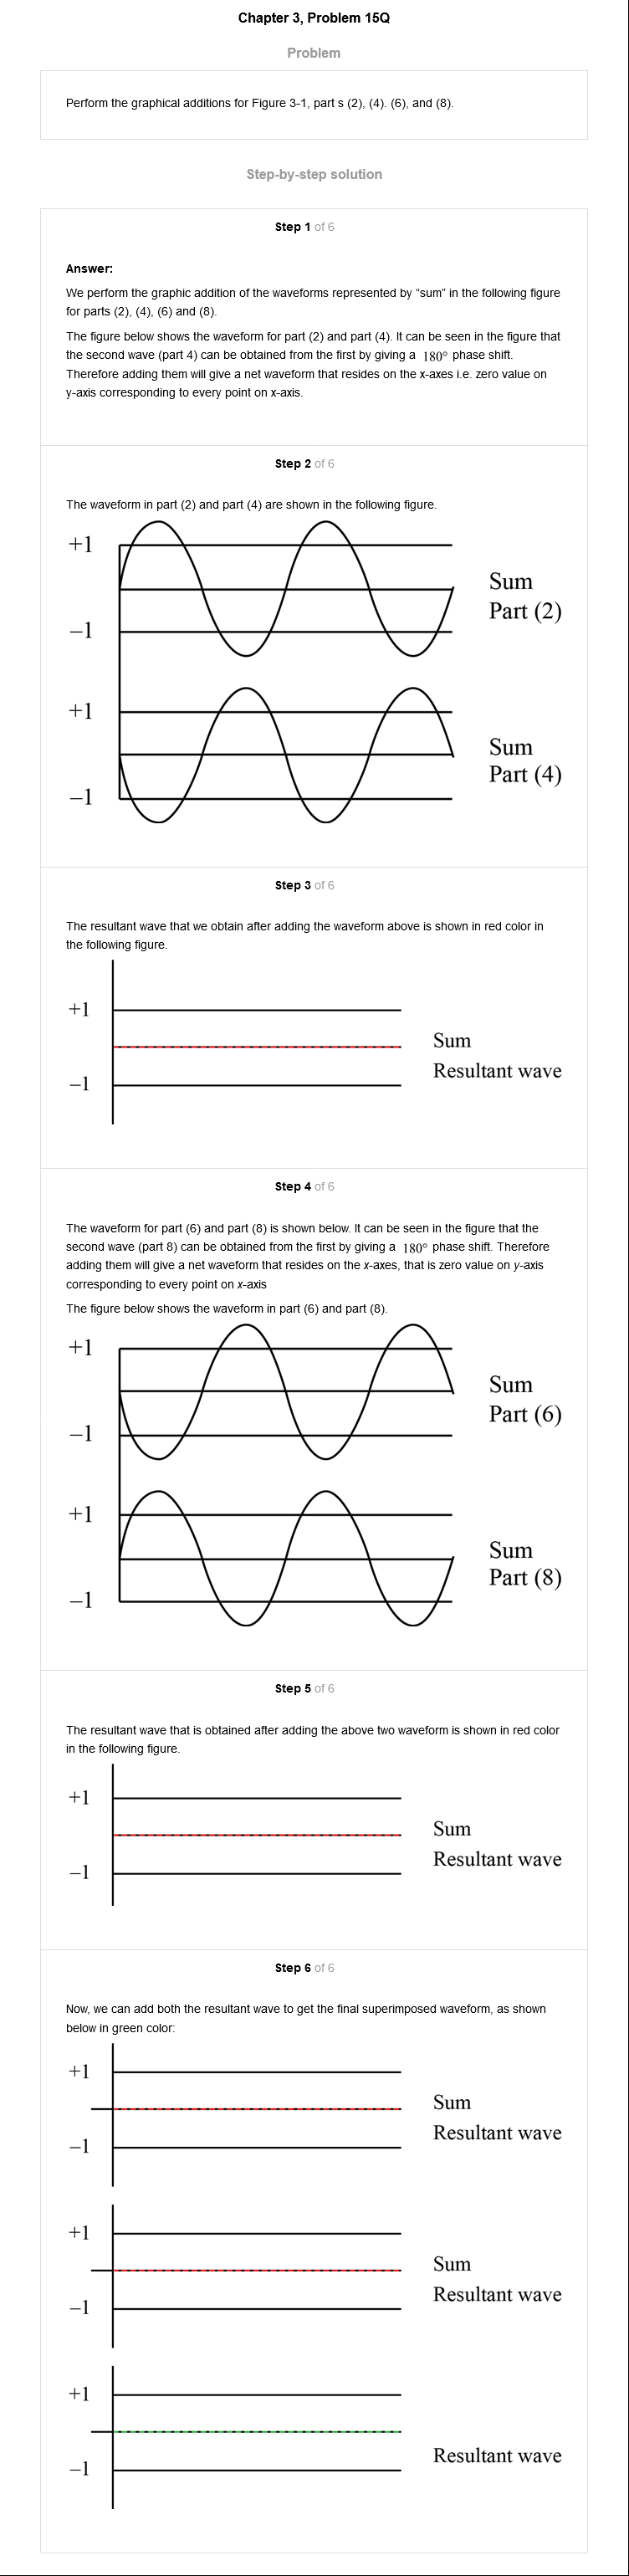 Chapter 3, Problem 15Q
Problem
Perform the graphical additions for Figure 3-1, part s (2), (4). (6), and (8).
Step-by-step solution
Step 1 of 6
Answer:
We perform the graphic addition of the waveforms represented by “sum” in the following figure
for parts (2), (4), (6) and (8).
The figure below shows the waveform for part (2) and part (4). It can be seen in the figure that
the second wave (part 4) can be obtained from the first by giving a 180° phase shift.
Therefore adding them will give a net waveform that resides on the x-axes i.e. zero value on
y-axis corresponding to every point on x-axis.
Step 2 of 6
The waveform in part (2) and part (4) are shown in the following figure.
+1
Sum
Part (2)
−1
+1
Sum
Part (4)
−1
Step 3 of 6
The resultant wave that we obtain after adding the waveform above is shown in red color in
the following figure.
+1
Sum
Resultant wave
−1
Step 4 of 6
The waveform for part (6) and part (8) is shown below. It can be seen in the figure that the
second wave (part 8) can be obtained from the first by giving a 180° phase shift. Therefore
adding them will give a net waveform that resides on the x-axes, that is zero value on y-axis
corresponding to every point on x-axis
The figure below shows the waveform in part (6) and part (8).
+1
Sum
Part (6)
−1
+1
Sum
Part (8)
−1
Step 5 of 6
The resultant wave that is obtained after adding the above two waveform is shown in red color
in the following figure.
+1
Sum
Resultant wave
−1
Step 6 of 6
Now, we can add both the resultant wave to get the final superimposed waveform, as shown
below in green color:
+1
Sum
Resultant wave
−1
+1
Sum
Resultant wave
−1
+1
Resultant wave
−1